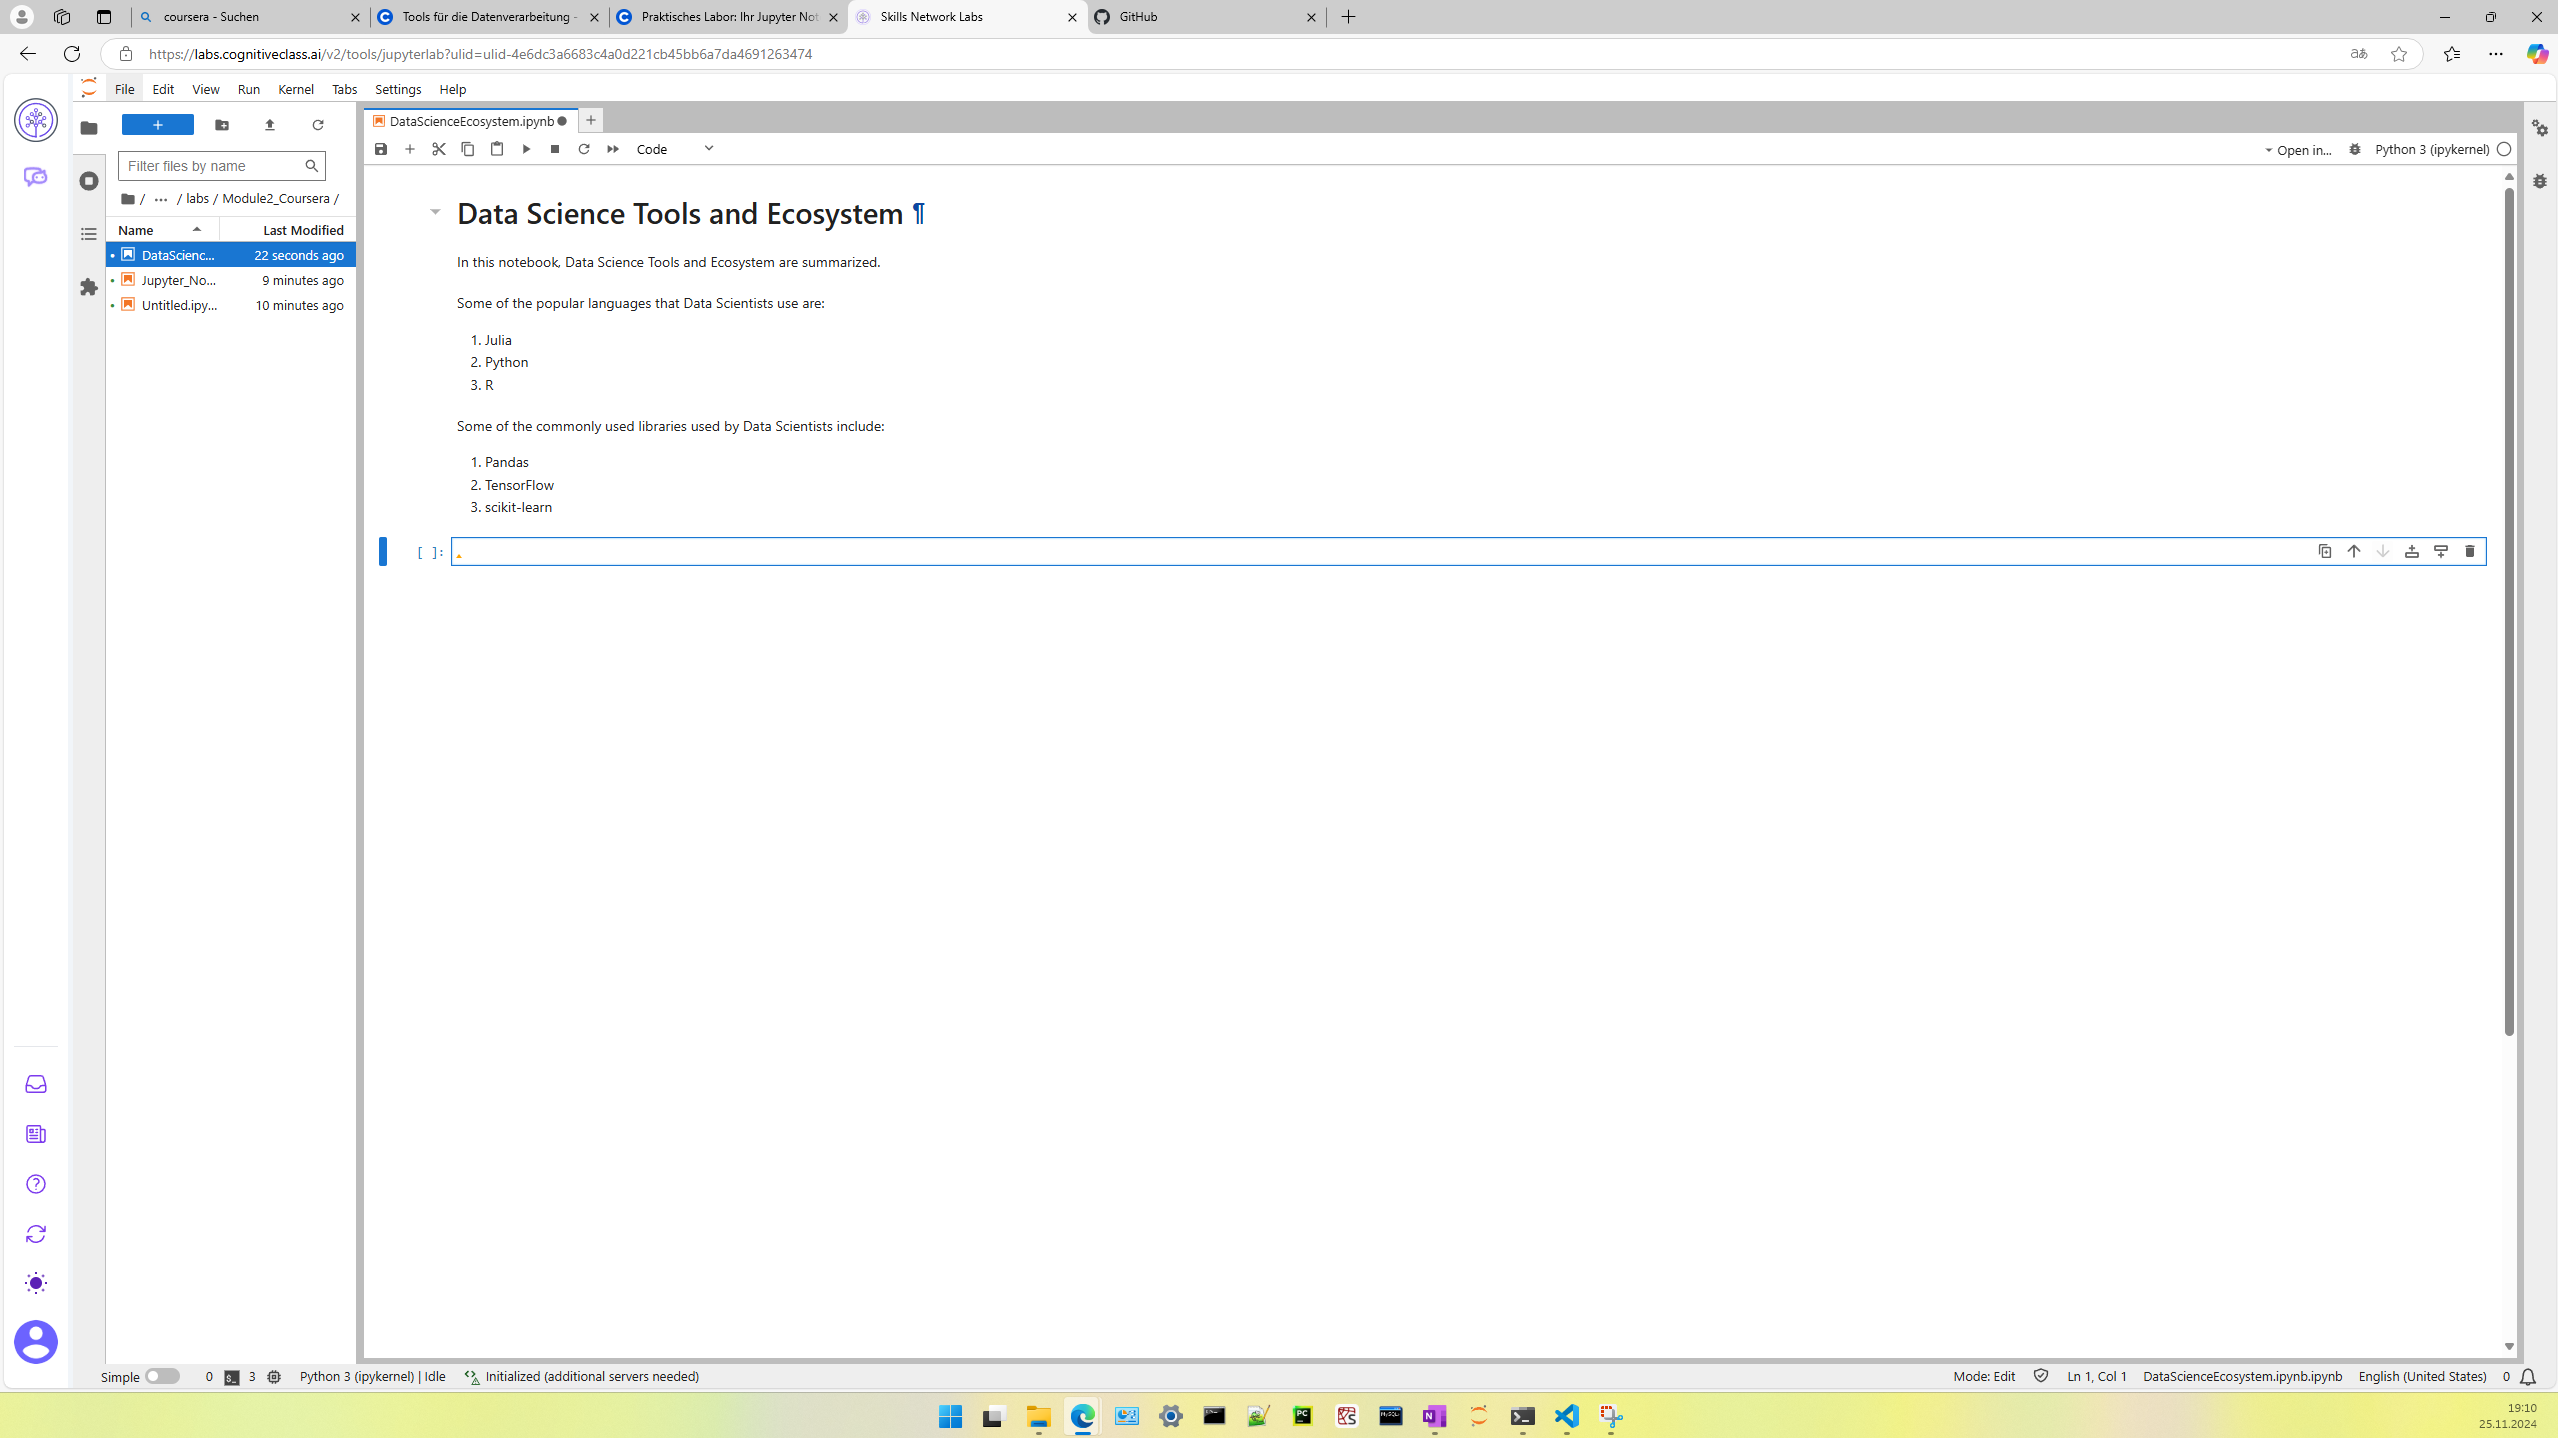 coursera - Suchen
Tools für die Datenverarbeitung -
Praktisches Labor: Ihr Jupyter Not
Skills Network Labs
GitHub
https://labs.cognitiveclass.ai/v2/tools/jupyterlab?ulid=ulid-4e6dc3a6683c4a0d221cb45bb6a7da4691263474
File Edit View Run Kernel Tabs Settings Help
DataScienceEcosystem.ipynb
Filter files by name
Code
Open in...
Python 3 (ipykernel)
/ ... / labs / Module2_Coursera /
Name Last Modified
DataScienc... 22 seconds ago
Jupyter_No... 9 minutes ago
Untitled.ipy... 10 minutes ago
Data Science Tools and Ecosystem ¶
In this notebook, Data Science Tools and Ecosystem are summarized.
Some of the popular languages that Data Scientists use are:
1. Julia
2. Python
3. R
Some of the commonly used libraries used by Data Scientists include:
1. Pandas
2. TensorFlow
3. scikit-learn
[ ]:
Simple 0 3 Python 3 (ipykernel) | Idle Initialized (additional servers needed)
Mode: Edit Ln 1, Col 1 DataScienceEcosystem.ipynb.ipynb English (United States) 0
19:10
25.11.2024